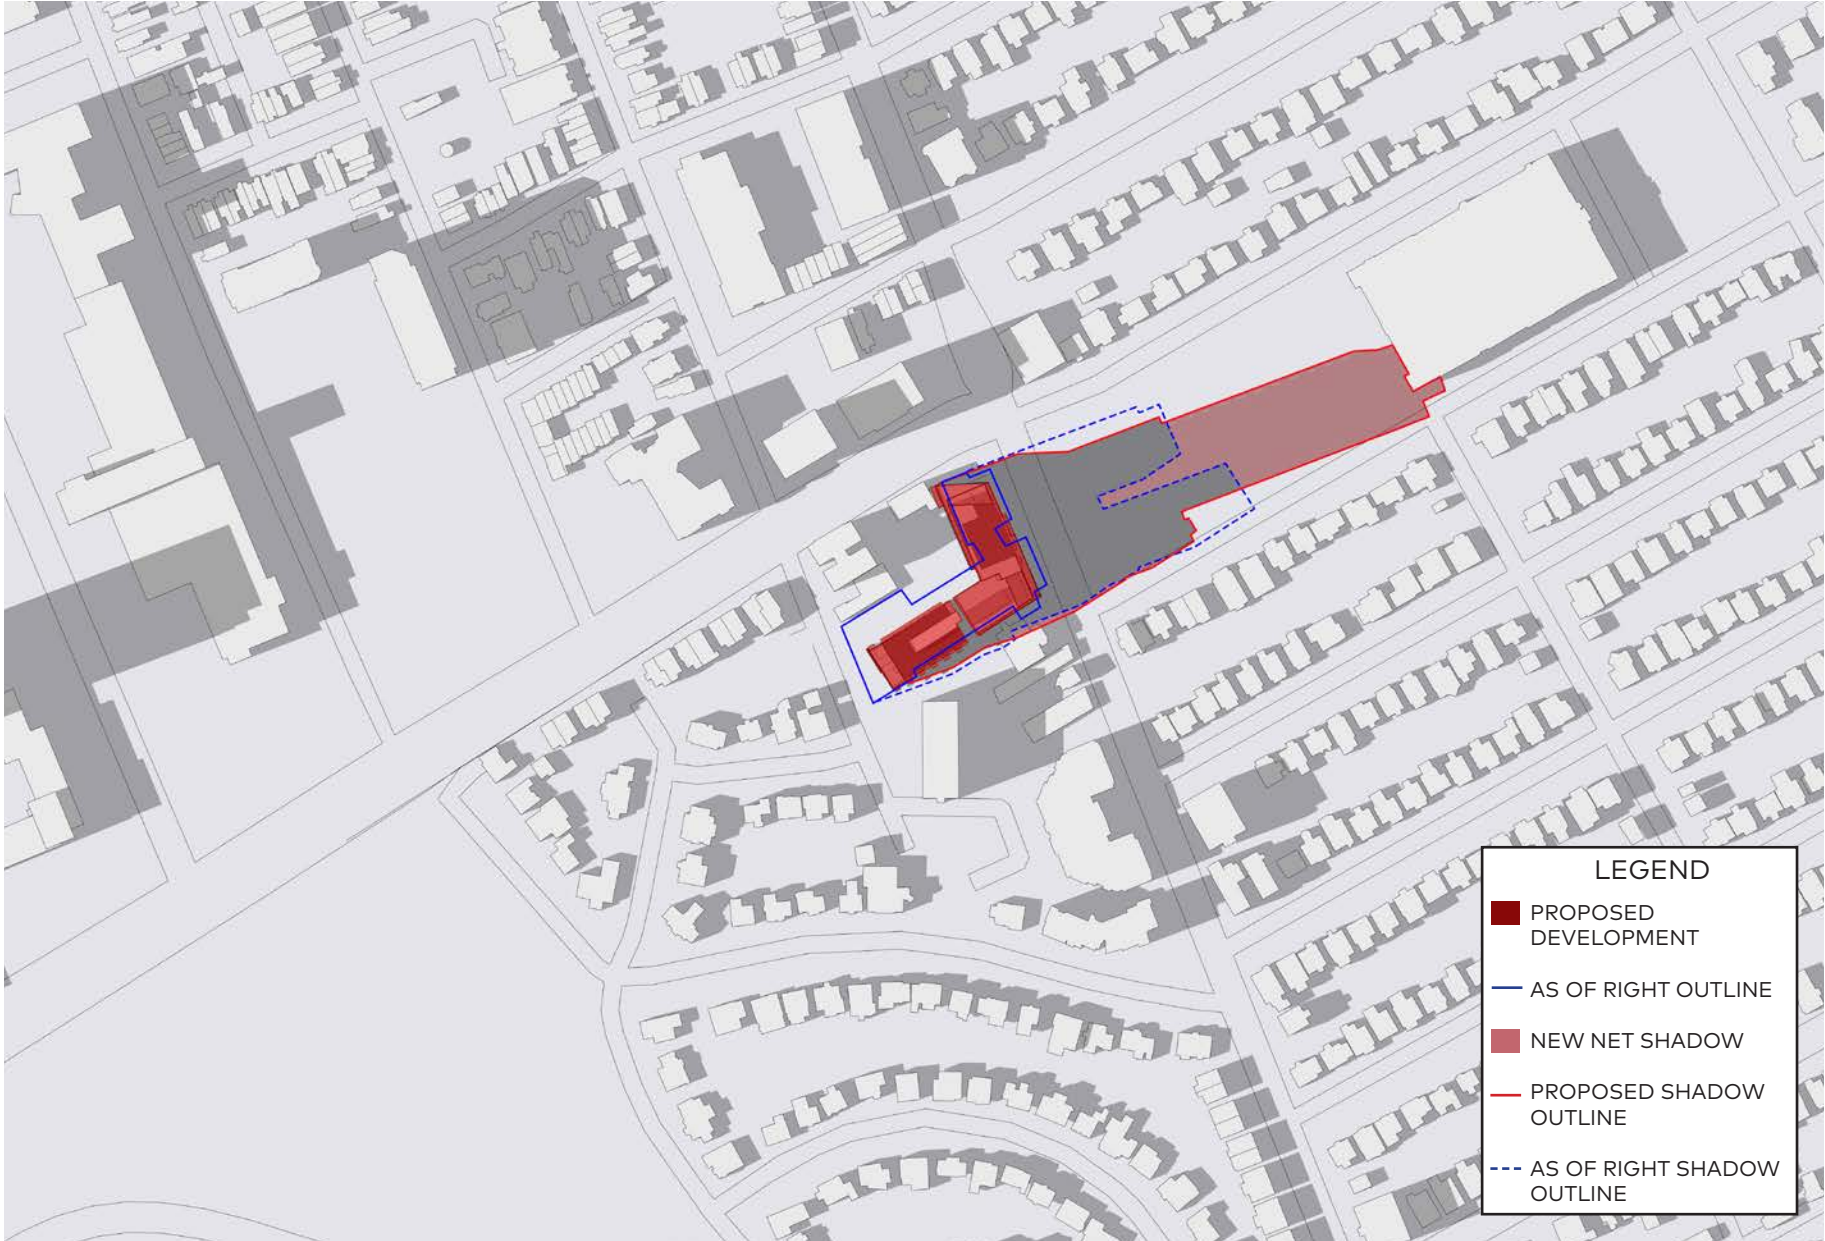 LEGEND
PROPOSED
DEVELOPMENT
AS OF RIGHT OUTLINE
NEW NET SHADOW
PROPOSED SHADOW
OUTLINE
AS OF RIGHT SHADOW
OUTLINE